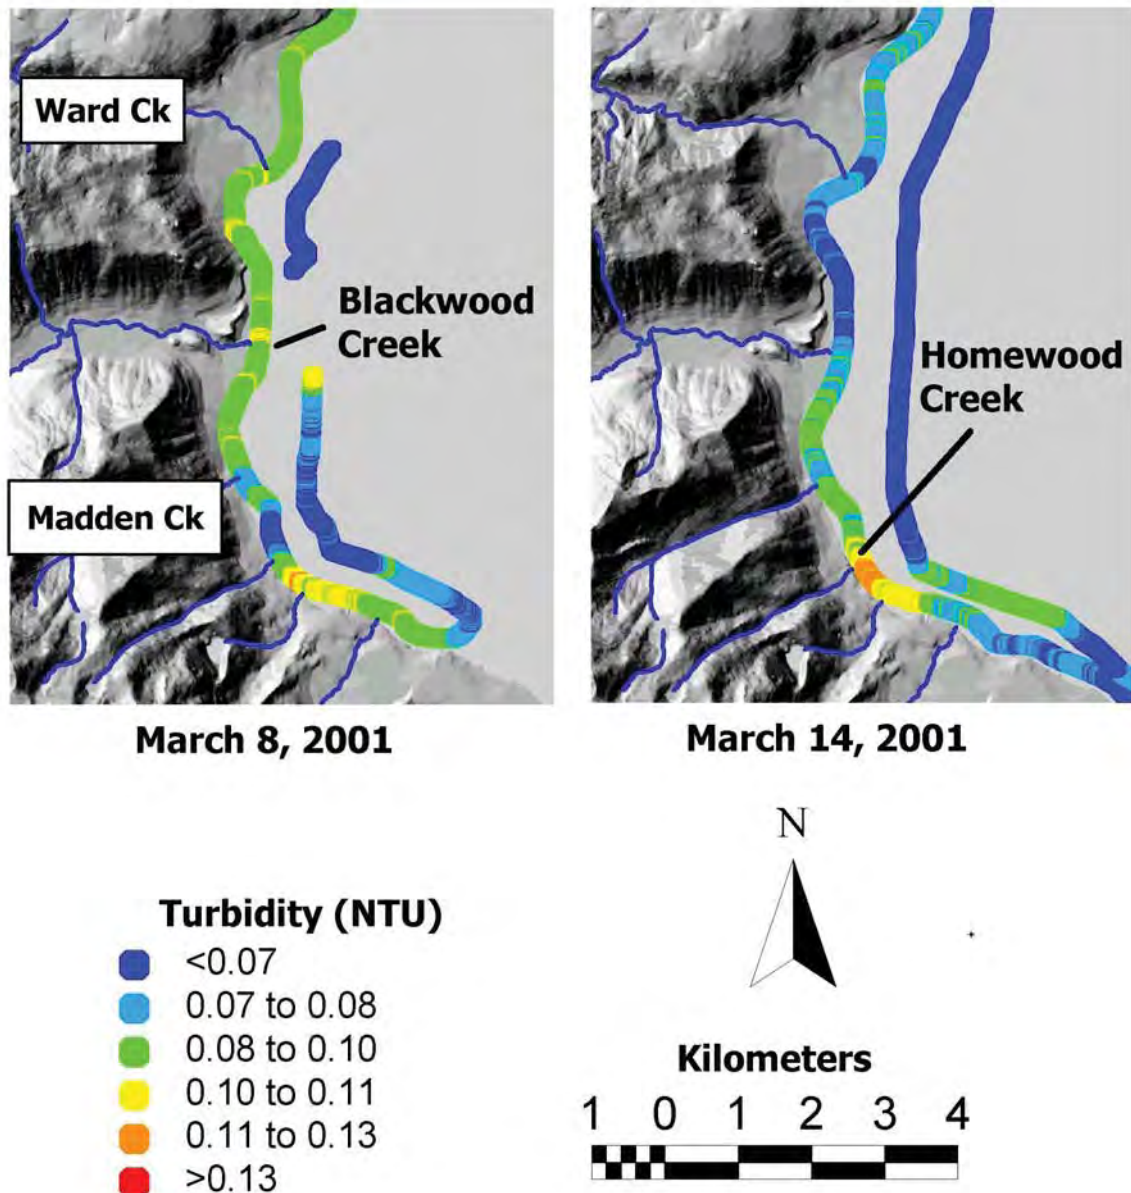 Ward Ck
Blackwood
Creek
Madden Ck
Homewood
Creek
March 8, 2001
March 14, 2001
N
Turbidity (NTU)
<0.07
0.07 to 0.08
0.08 to 0.10
0.10 to 0.11
0.11 to 0.13
>0.13
Kilometers
1 0 1 2 3 4